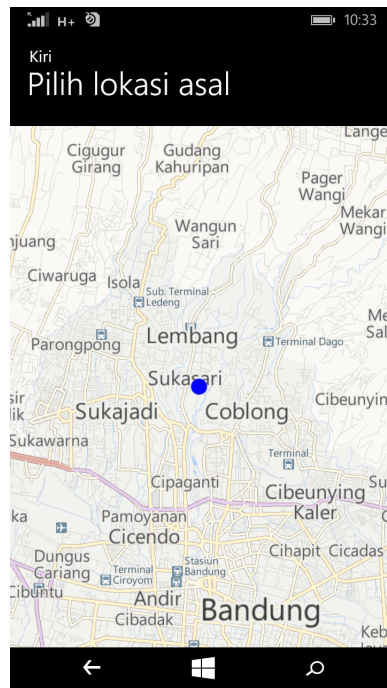 H+ 10:33
Kiri
Pilih lokasi asal
Lange
Cigugur
Girang
Gudang
Kahuripan
Pager
Wangi
Mekar
Wangi
Wangun
Sari
njuang
Ciwaruga
Isola
Sub. Terminal
Ledeng
Me
Sal
Parongpong
Lembang
Terminal Dago
Sukasari
sir
lik
Sukajadi
Coblong
Cibeunyin
Sukawarna
Terminal
Cipaganti
Su
Cibeunying
Kaler
ka
Pamoyanan
Cicendo
Cihapit
Cicadas
Dungus
Cariang
Terminal
Ciroyom
Stasiun
Bandung
Cibuntu
Andir
Cibadak
Bandung
Keb